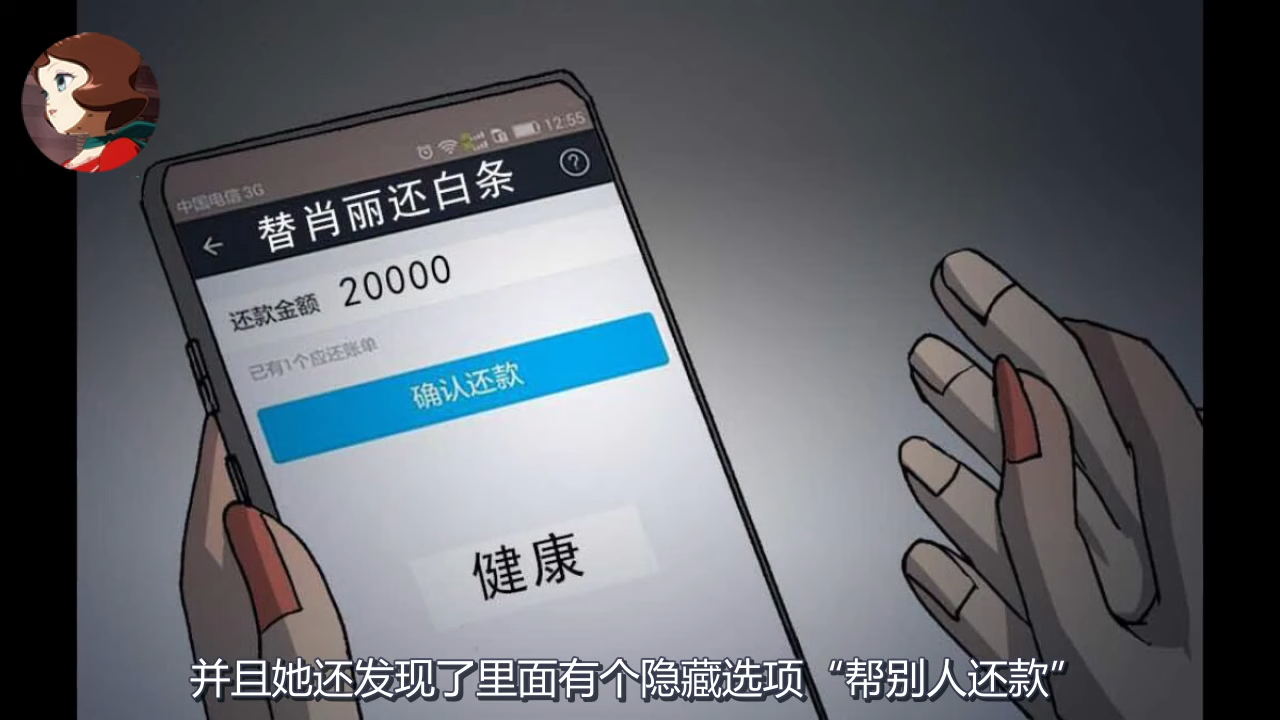 中国电信 3G
12:55
替肖丽还白条
?
还款金额 20000
已有1个应还账单
确认还款
健康
并且她还发现了里面有个隐藏选项“帮别人还款”